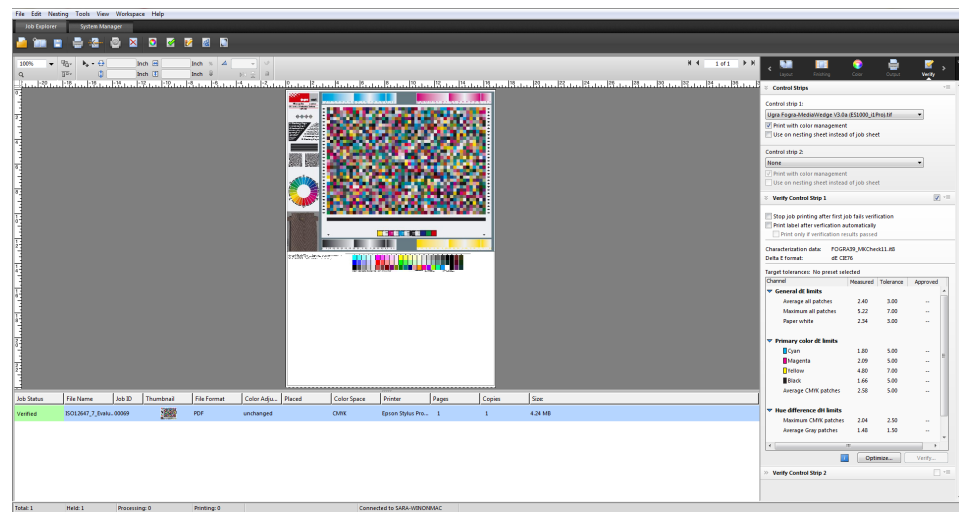 File Edit Nesting Tools View Workspace Help
Job Explorer System Manager
100% Inch Inch 1 of 1
Inch Inch
Layout Finishing Color Output Verify
Control Strips
Control strip 1:
Ugra-Fogra-MediaWedge V3.0a (ES1000_i1Pro).tif
Print with color management
Use on nesting sheet instead of job sheet
Control strip 2:
None
Print with color management
Use on nesting sheet instead of job sheet
Verify Control Strip 1
Stop job printing after first job fails verification
Print label after verfication automatically
Print only if verification results passed
Characterization data: FOGRA39_MKCheck11.it8
Delta E format: dE CIE76
Target tolerances: No preset selected
Channel Measured Tolerance Approved
General dE limits
Average all patches 2.40 3.00 --
Maximum all patches 5.22 7.00 --
Paper white 2.34 3.00 --
Primary color dE limits
Cyan 1.80 5.00 --
Magenta 2.09 5.00 --
Yellow 4.80 7.00 --
Black 1.66 5.00 --
Average CMYK patches 2.58 5.00 --
Hue difference dH limits
Maximum CMYK patches 2.04 2.50 --
Average Gray patches 1.48 1.50 --
Optimize... Verify...
Verify Control Strip 2
Job Status File Name Job ID Thumbnail File Format Color Adju... Placed Color Space Printer Pages Copies Size
Verified ISO12647_7_Evalu... 00069 PDF unchanged CMYK Epson Stylus Pro... 1 1 4.24 MB
Total: 1 Held: 1 Processing: 0 Printing: 0 Connected to SARA-WINONMAC